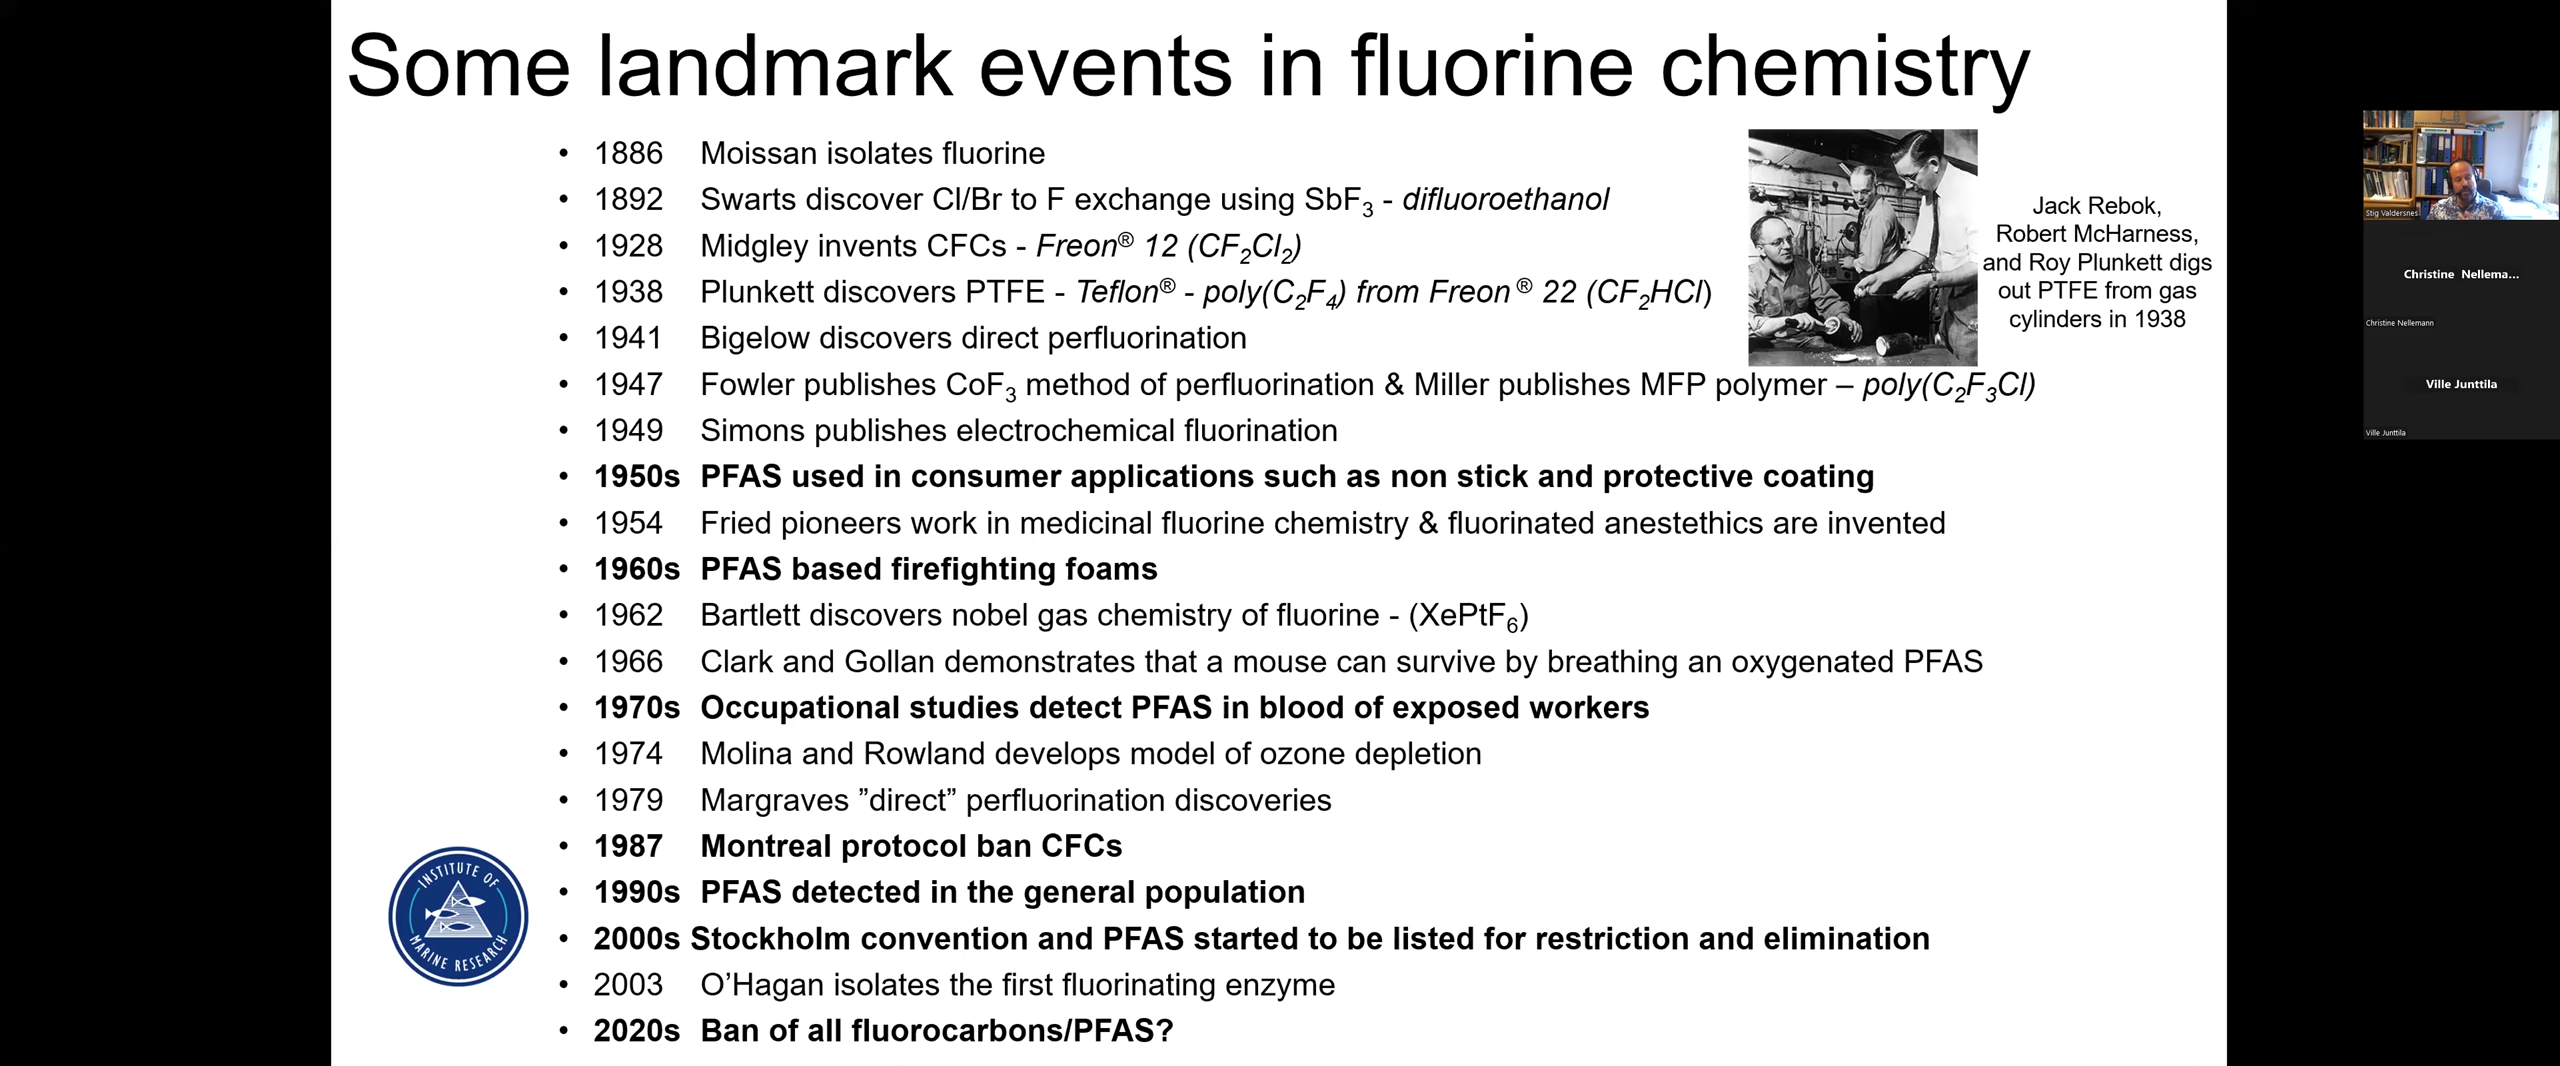 Some landmark events in fluorine chemistry
• 1886 Moissan isolates fluorine
• 1892 Swarts discover Cl/Br to F exchange using SbF₃ - difluoroethanol
• 1928 Midgley invents CFCs - Freon® 12 (CF₂Cl₂)
• 1938 Plunkett discovers PTFE - Teflon® - poly(C₂F₄) from Freon ® 22 (CF₂HCl)
• 1941 Bigelow discovers direct perfluorination
• 1947 Fowler publishes CoF₃ method of perfluorination & Miller publishes MFP polymer – poly(C₂F₃Cl)
• 1949 Simons publishes electrochemical fluorination
• 1950s PFAS used in consumer applications such as non stick and protective coating
• 1954 Fried pioneers work in medicinal fluorine chemistry & fluorinated anestethics are invented
• 1960s PFAS based firefighting foams
• 1962 Bartlett discovers nobel gas chemistry of fluorine - (XePtF₆)
• 1966 Clark and Gollan demonstrates that a mouse can survive by breathing an oxygenated PFAS
• 1970s Occupational studies detect PFAS in blood of exposed workers
• 1974 Molina and Rowland develops model of ozone depletion
• 1979 Margraves ”direct” perfluorination discoveries
• 1987 Montreal protocol ban CFCs
• 1990s PFAS detected in the general population
• 2000s Stockholm convention and PFAS started to be listed for restriction and elimination
• 2003 O’Hagan isolates the first fluorinating enzyme
• 2020s Ban of all fluorocarbons/PFAS?
Jack Rebok,
Robert McHarness,
and Roy Plunkett digs
out PTFE from gas
cylinders in 1938
INSTITUTE OF
MARINE RESEARCH
Stig Valdersnes
Christine Nellema...
Christine Nellemann
Ville Junttila
Ville Junttila